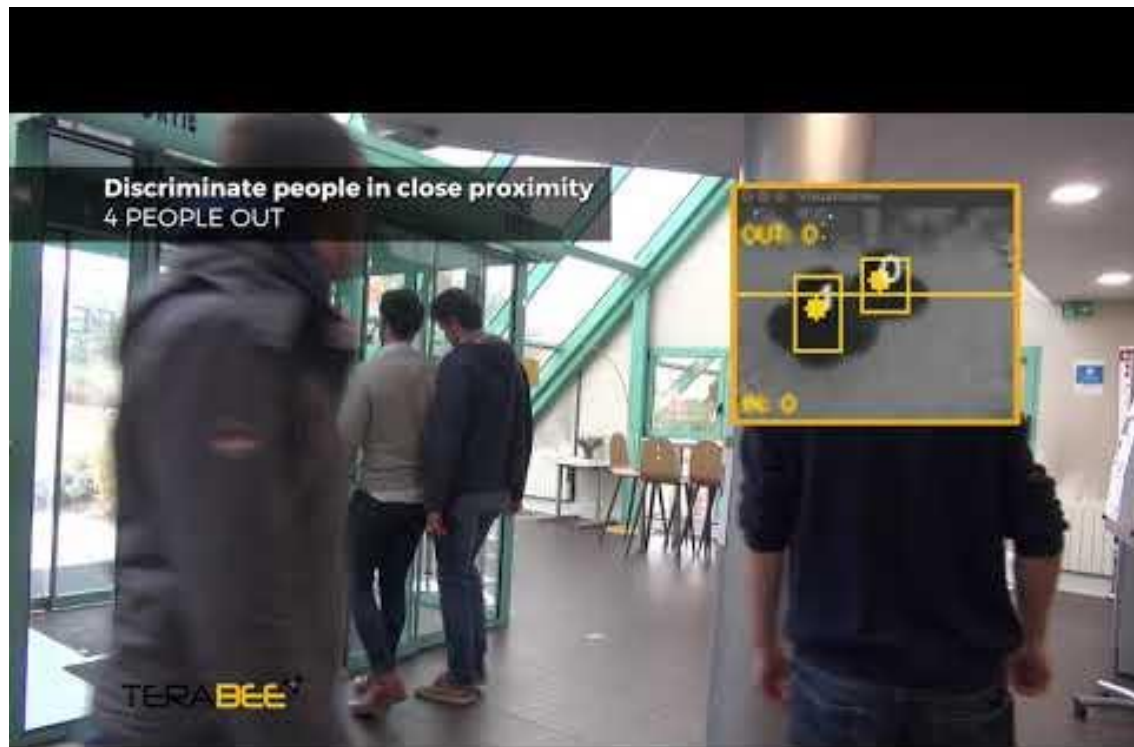 Discriminate people in close proximity
4 PEOPLE OUT
OUT: 0
IN: 0
TERABEE